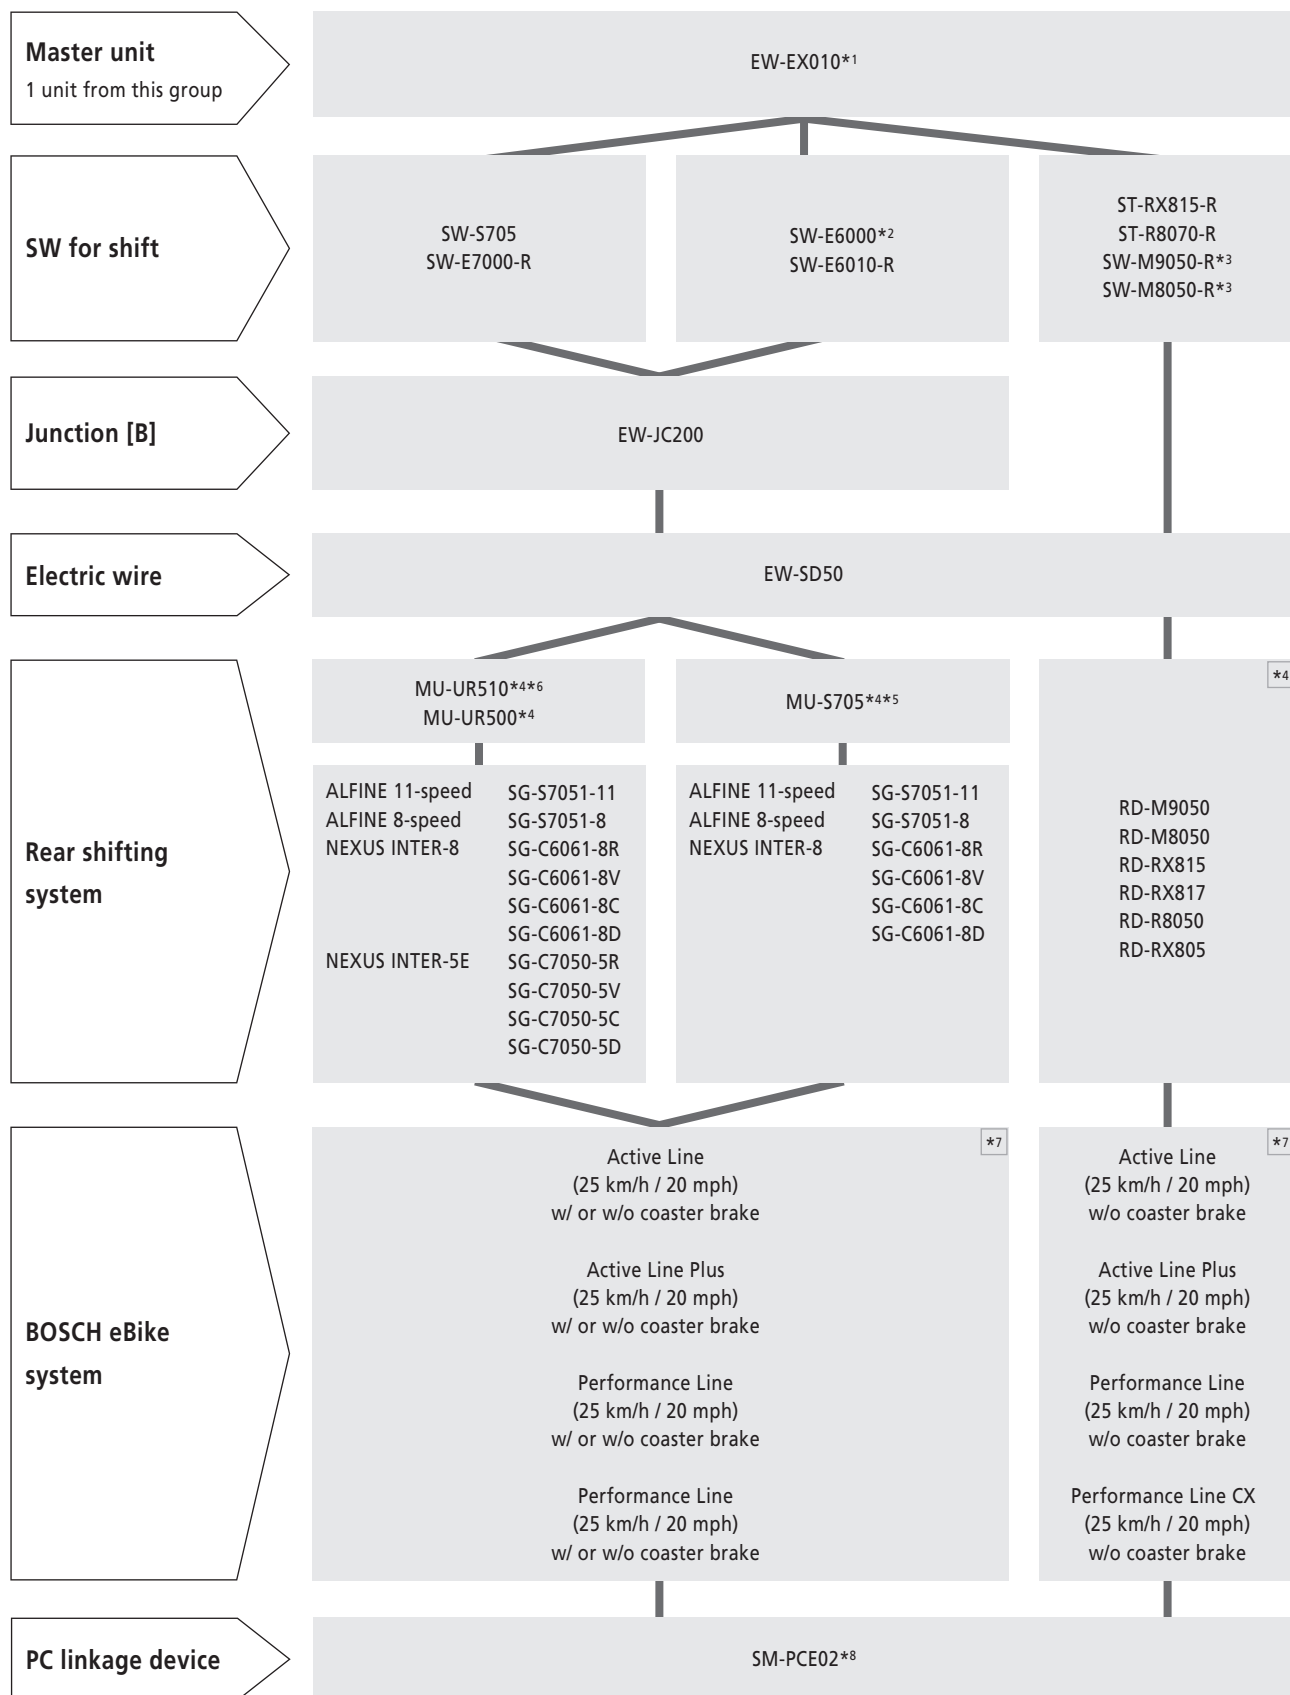 Master unit
1 unit from this group
EW-EX010*1
SW for shift
SW-S705
SW-E7000-R
SW-E6000*2
SW-E6010-R
ST-RX815-R
ST-R8070-R
SW-M9050-R*3
SW-M8050-R*3
Junction [B]
EW-JC200
Electric wire
EW-SD50
Rear shifting
system
MU-UR510*4*6
MU-UR500*4
ALFINE 11-speed SG-S7051-11
ALFINE 8-speed SG-S7051-8
NEXUS INTER-8 SG-C6061-8R
SG-C6061-8V
SG-C6061-8C
SG-C6061-8D
NEXUS INTER-5E SG-C7050-5R
SG-C7050-5V
SG-C7050-5C
SG-C7050-5D
MU-S705*4*5
ALFINE 11-speed SG-S7051-11
ALFINE 8-speed SG-S7051-8
NEXUS INTER-8 SG-C6061-8R
SG-C6061-8V
SG-C6061-8C
SG-C6061-8D
*4
RD-M9050
RD-M8050
RD-RX815
RD-RX817
RD-R8050
RD-RX805
BOSCH eBike
system
*7
Active Line
(25 km/h / 20 mph)
w/ or w/o coaster brake
Active Line Plus
(25 km/h / 20 mph)
w/ or w/o coaster brake
Performance Line
(25 km/h / 20 mph)
w/ or w/o coaster brake
Performance Line
(25 km/h / 20 mph)
w/ or w/o coaster brake
*7
Active Line
(25 km/h / 20 mph)
w/o coaster brake
Active Line Plus
(25 km/h / 20 mph)
w/o coaster brake
Performance Line
(25 km/h / 20 mph)
w/o coaster brake
Performance Line CX
(25 km/h / 20 mph)
w/o coaster brake
PC linkage device
SM-PCE02*8